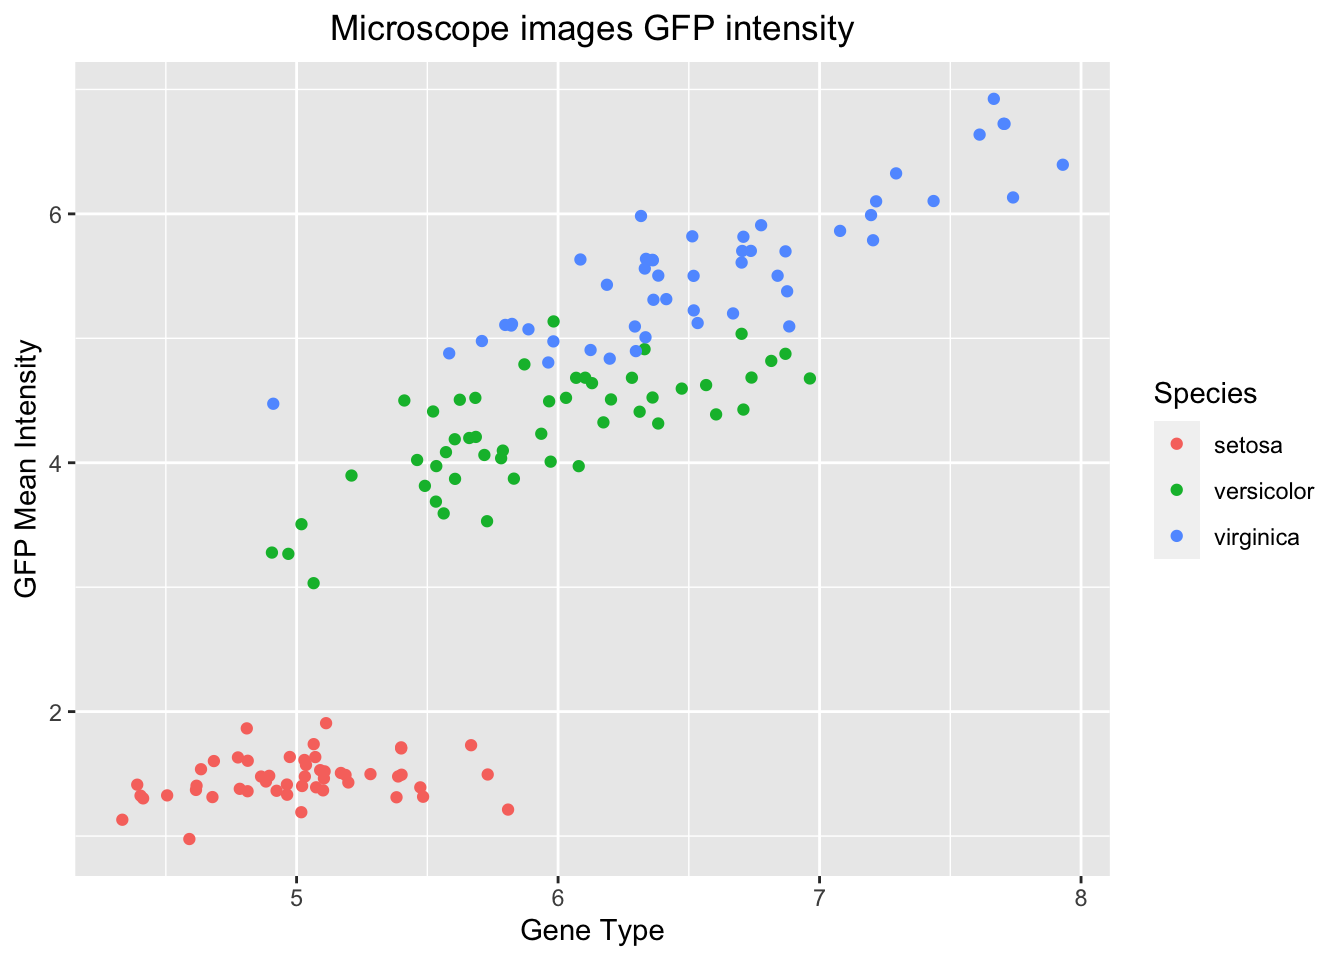 Microscope images GFP intensity
GFP Mean Intensity
6
4
2
5
6
7
8
Gene Type
Species
setosa
versicolor
virginica